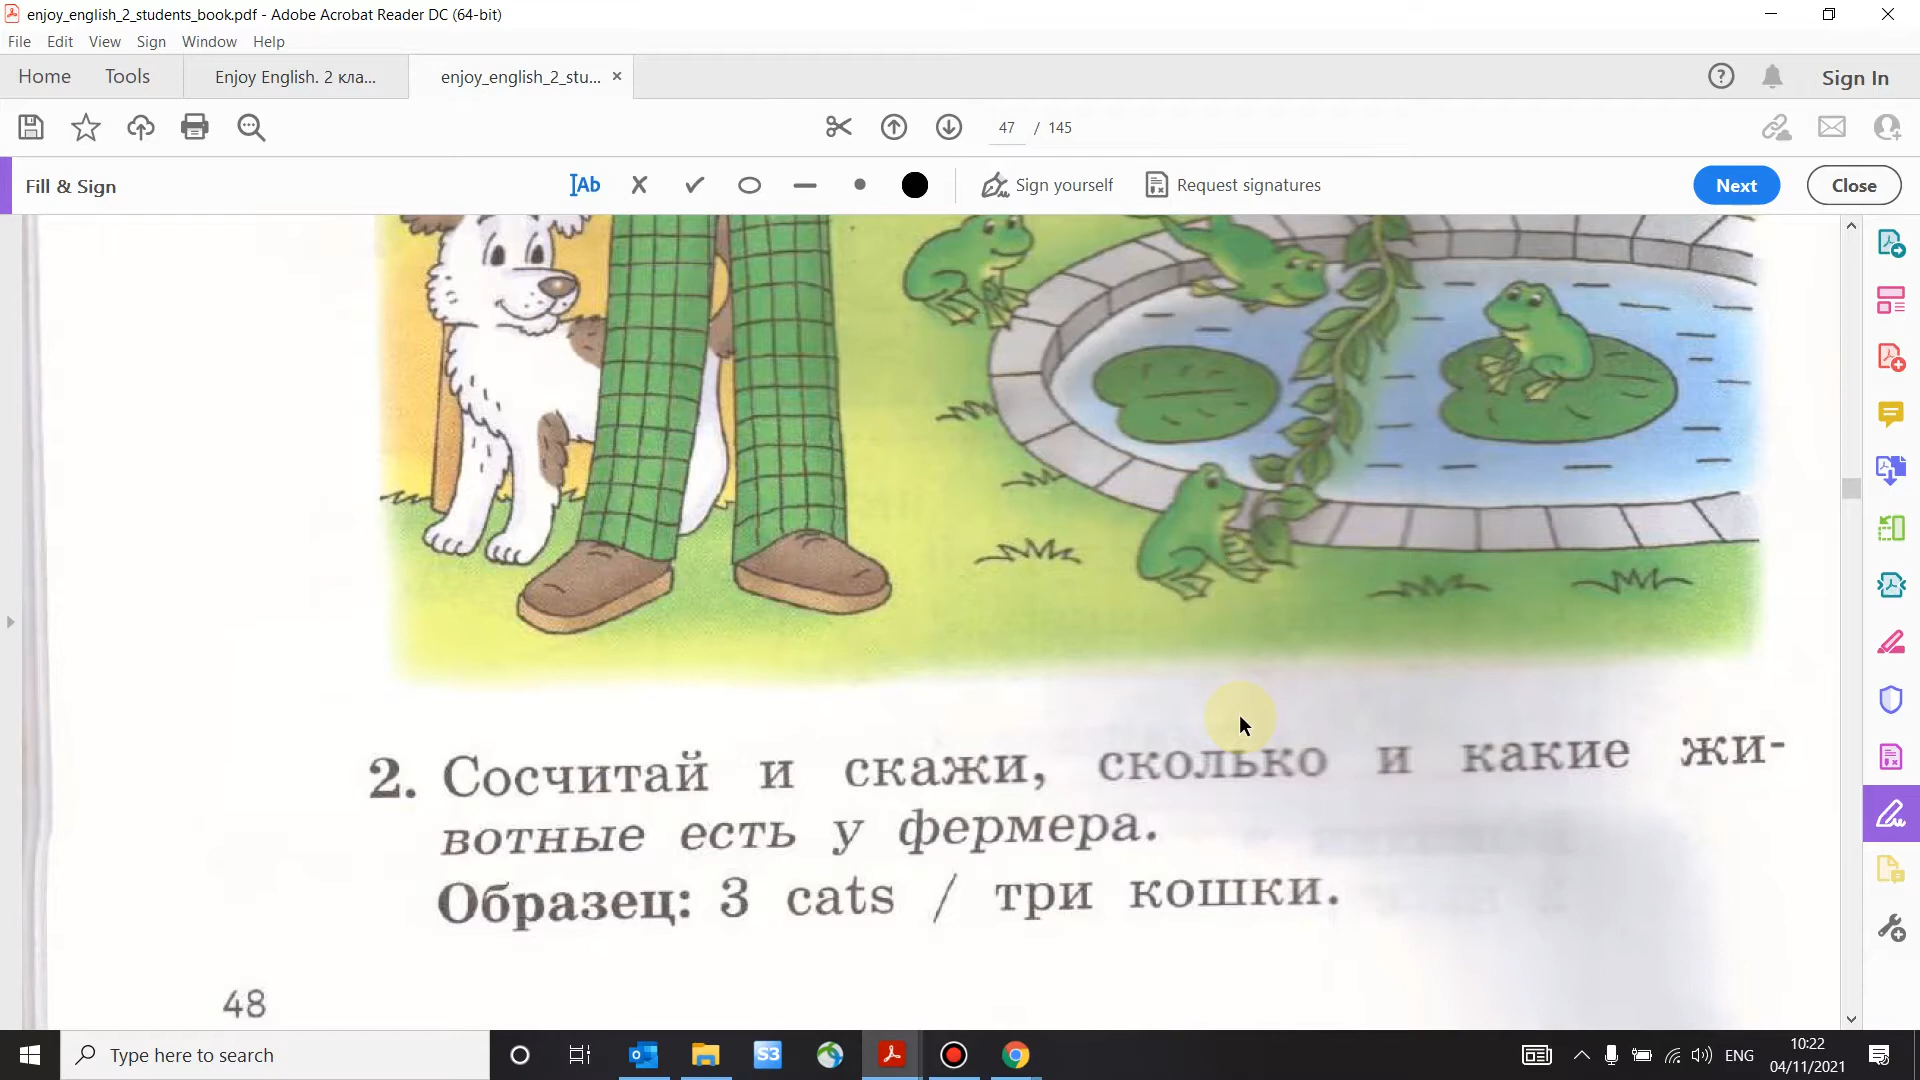 enjoy_english_2_students_book.pdf - Adobe Acrobat Reader DC (64-bit)
File Edit View Sign Window Help
Home Tools Enjoy English. 2 кла... enjoy_english_2_stu... × Sign In
47 / 145
Fill & Sign Ab Sign yourself Request signatures Next Close
2. Сосчитай и скажи, сколько и какие жи-
вотные есть у фермера.
Образец: 3 cats / три кошки.
48
Type here to search S3 ENG 10:22
04/11/2021